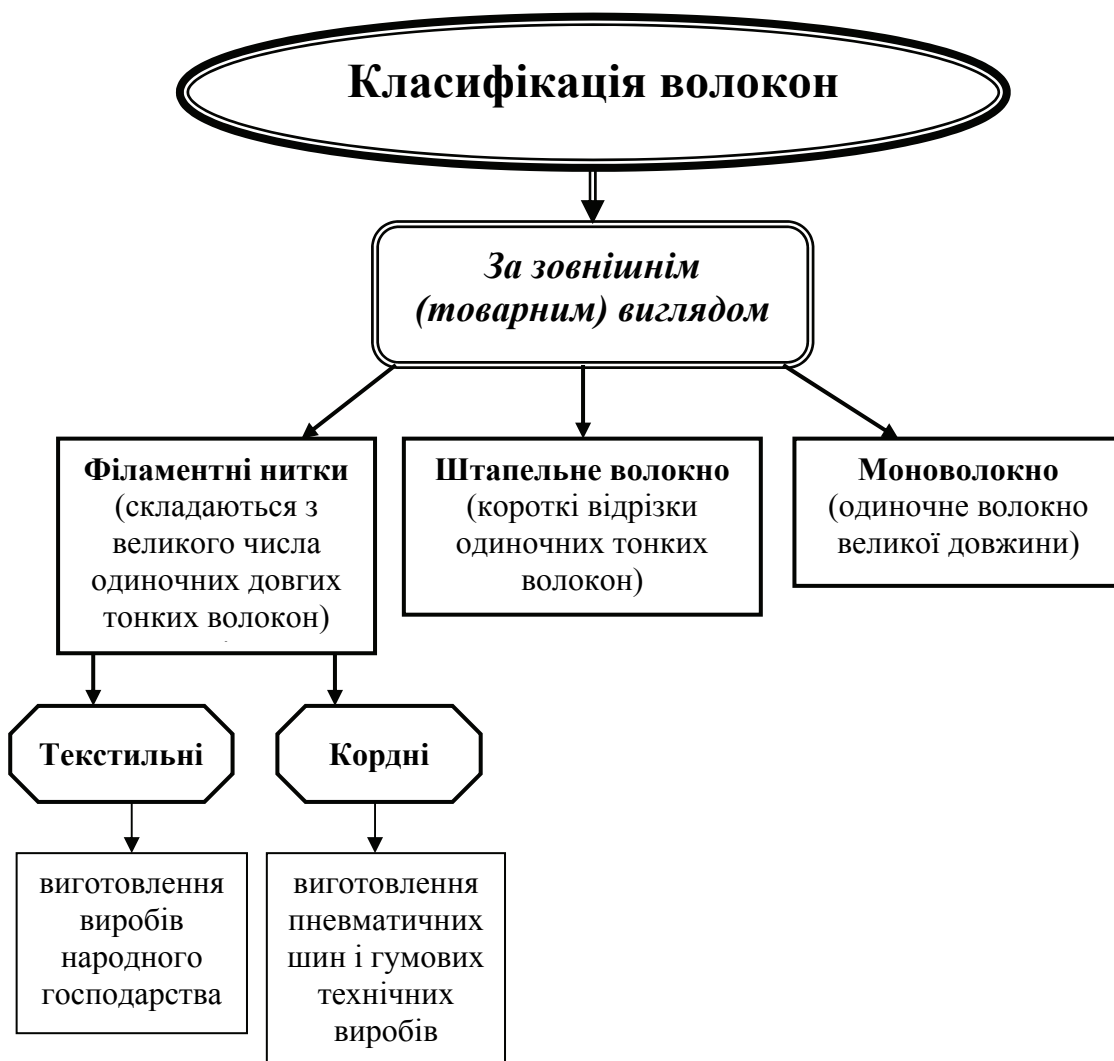 Класифікація волокон
За зовнішнім
(товарним) виглядом
Філаментні нитки
(складаються з
великого числа
одиночних довгих
тонких волокон)
Штапельне волокно
(короткі відрізки
одиночних тонких
волокон)
Моноволокно
(одиночне волокно
великої довжини)
Текстильні
Кордні
виготовлення
виробів
народного
господарства
виготовлення
пневматичних
шин і гумових
технічних
виробів